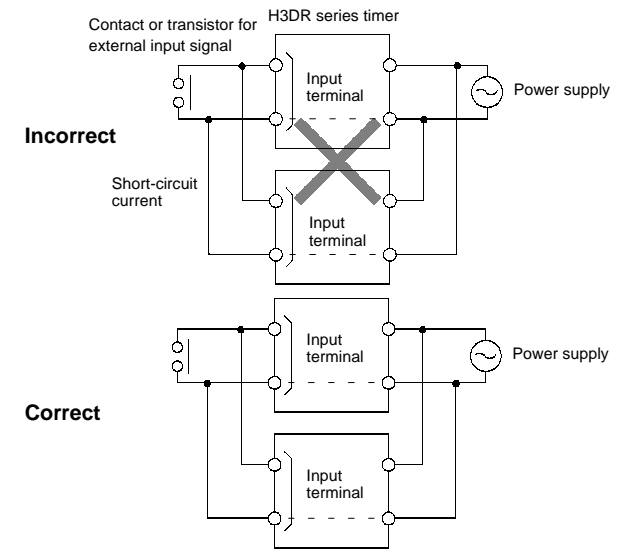 Contact or transistor for
external input signal
H3DR series timer
Input
terminal
Power supply
Incorrect
Short-circuit
current
Input
terminal
Input
terminal
Power supply
Correct
Input
terminal